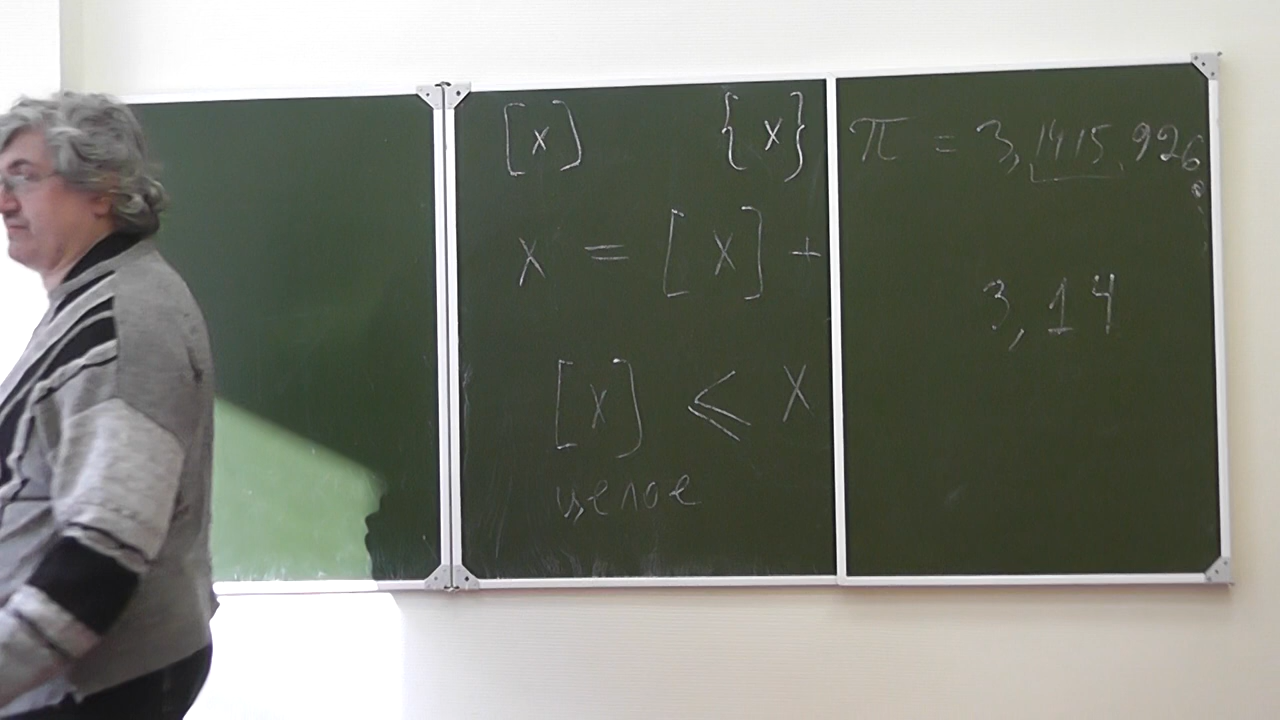 [x] {x}
x = [x] +
[x] ⩽ x
целое
π = 3,1415926
3,14